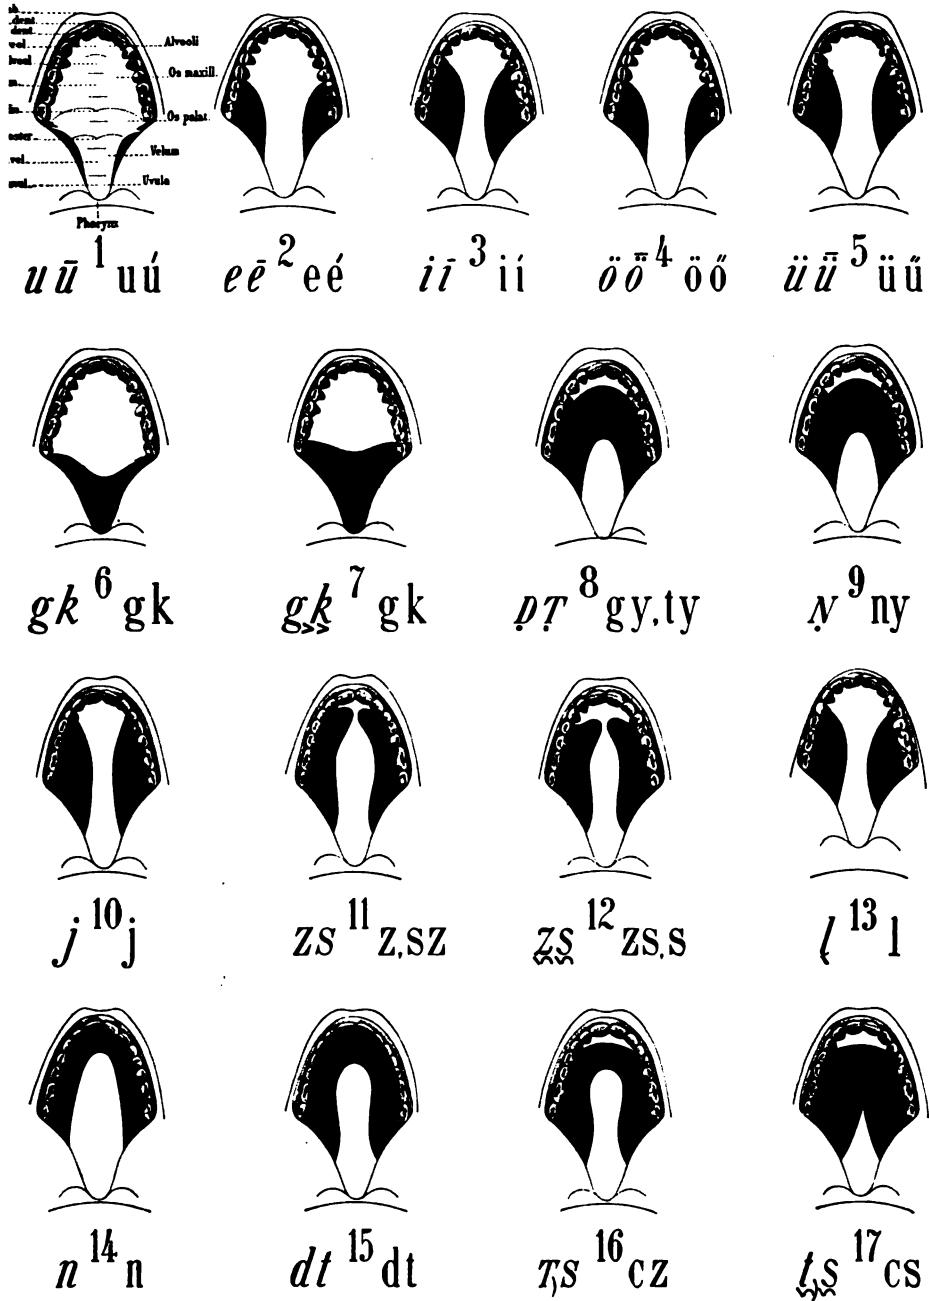 Alveoli
Os maxill.
Os palat.
Velum
Uvula
Pharynx
u ū 1 u ú
e ē 2 e é
i ī 3 i í
ö ȫ 4 ö ő
ü ǖ 5 ü ű
g k 6 g k
g k 7 g k
Ḍ Ṭ 8 gy, ty
Ṇ 9 ny
j 10 j
z s 11 z, sz
z s 12 zs, s
l 13 l
n 14 n
d t 15 d t
T,s 16 cz
t,s 17 cs